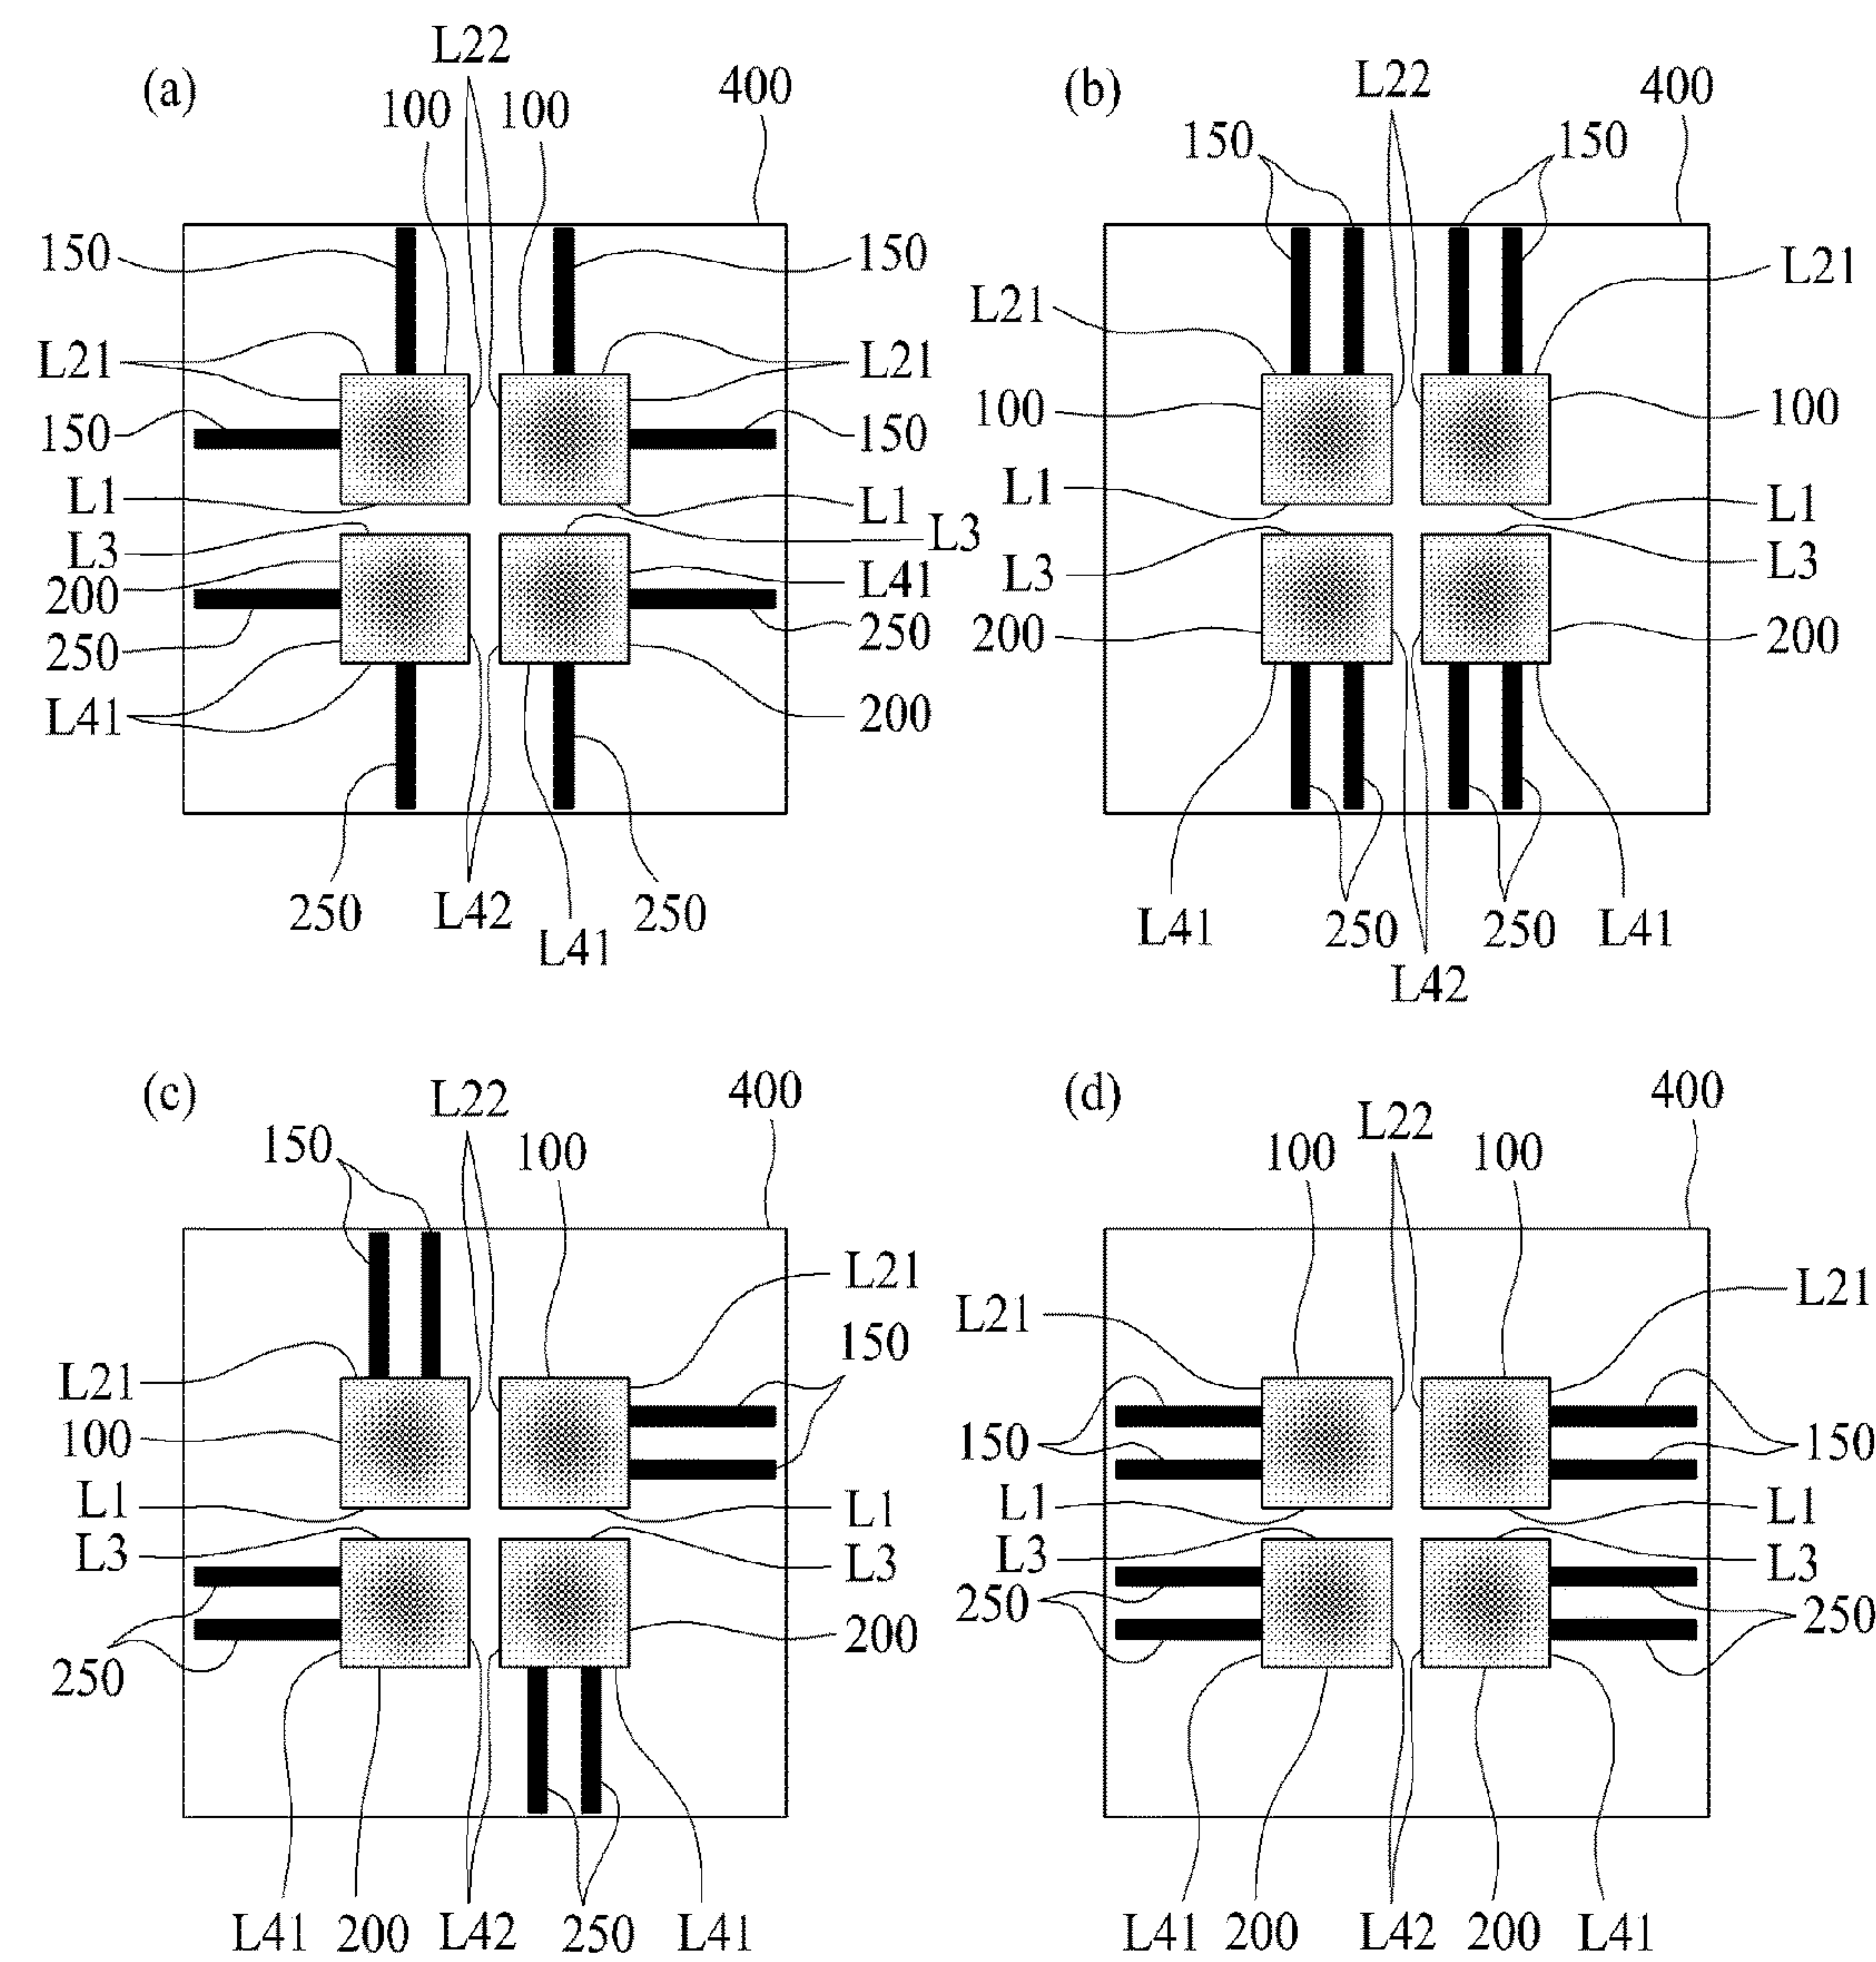 (a) L22 400
100 100
150 150
L21 L21
150 150
L1 L1
L3 L3
200 L41
250 250
L41 200
250 L42 250
L41
(b) L22 400
150 150
L21
L21
100 100
L1 L1
L3 L3
200 200
L41 250 250 L41
L42
(c) L22 400
150 100
L21
150
L21
100
L1 L1
L3 L3
200
250
L41 200 L42 250 L41
(d) L22 400
100 100
L21 L21
150 150
L1 L1
L3 L3
250 250
L41 200 L42 200 L41